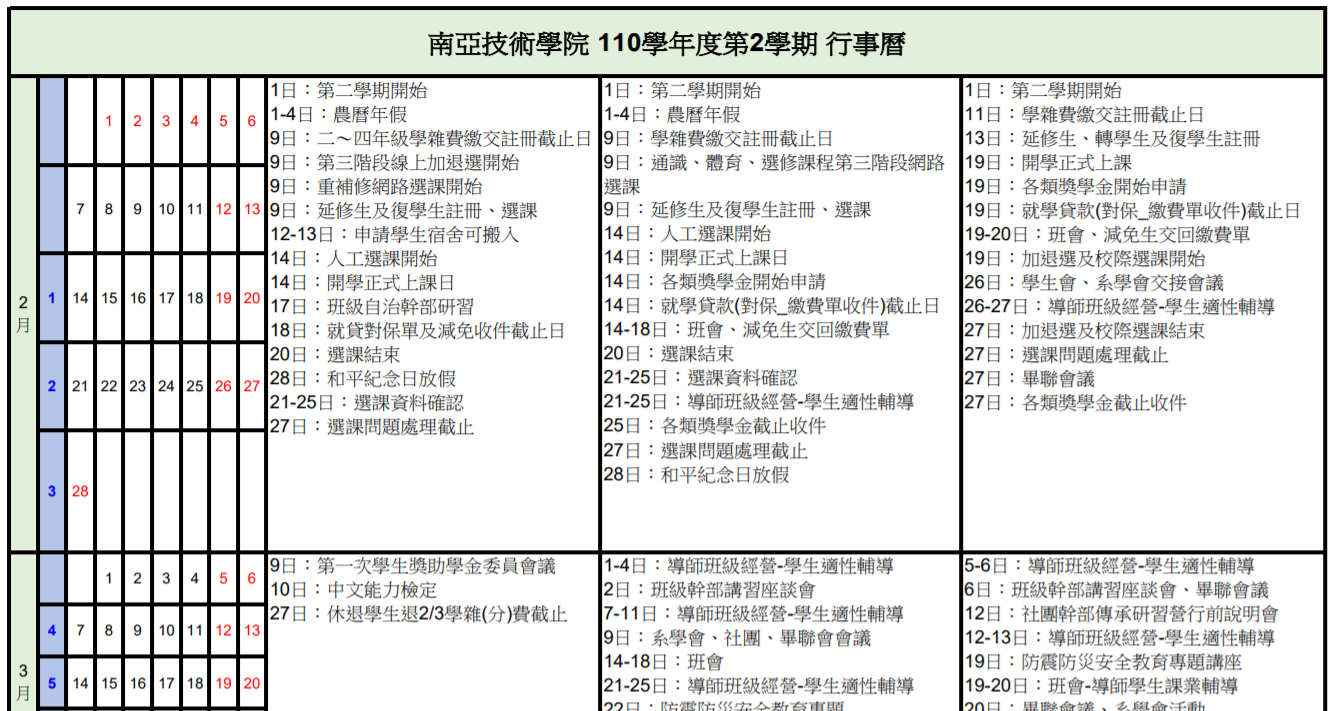 南亞技術學院 110學年度第2學期 行事曆
2
月
1 2 3 4 5 6
7 8 9 10 11 12 13
1 14 15 16 17 18 19 20
2 21 22 23 24 25 26 27
3 28
1日：第二學期開始
1-4日：農曆年假
9日：二～四年級學雜費繳交註冊截止日
9日：第三階段線上加退選開始
9日：重補修網路選課開始
9日：延修生及復學生註冊、選課
12-13日：申請學生宿舍可搬入
14日：人工選課開始
14日：開學正式上課日
17日：班級自治幹部研習
18日：就貸對保單及減免收件截止日
20日：選課結束
28日：和平紀念日放假
21-25日：選課資料確認
27日：選課問題處理截止
1日：第二學期開始
1-4日：農曆年假
9日：學雜費繳交註冊截止日
9日：通識、體育、選修課程第三階段網路
選課
9日：延修生及復學生註冊、選課
14日：人工選課開始
14日：開學正式上課日
14日：各類獎學金開始申請
14日：就學貸款(對保_繳費單收件)截止日
14-18日：班會、減免生交回繳費單
20日：選課結束
21-25日：選課資料確認
21-25日：導師班級經營-學生適性輔導
25日：各類獎學金截止收件
27日：選課問題處理截止
28日：和平紀念日放假
1日：第二學期開始
11日：學雜費繳交註冊截止日
13日：延修生、轉學生及復學生註冊
19日：開學正式上課
19日：各類獎學金開始申請
19日：就學貸款(對保_繳費單收件)截止日
19-20日：班會、減免生交回繳費單
19日：加退選及校際選課開始
26日：學生會、系學會交接會議
26-27日：導師班級經營-學生適性輔導
27日：加退選及校際選課結束
27日：選課問題處理截止
27日：畢聯會議
27日：各類獎學金截止收件
3
月
1 2 3 4 5 6
4 7 8 9 10 11 12 13
5 14 15 16 17 18 19 20
9日：第一次學生獎助學金委員會議
10日：中文能力檢定
27日：休退學生退2/3學雜(分)費截止
1-4日：導師班級經營-學生適性輔導
2日：班級幹部講習座談會
7-11日：導師班級經營-學生適性輔導
9日：系學會、社團、畢聯會會議
14-18日：班會
21-25日：導師班級經營-學生適性輔導
22日：防震防災安全教育專題
5-6日：導師班級經營-學生適性輔導
6日：班級幹部講習座談會、畢聯會議
12日：社團幹部傳承研習營行前說明會
12-13日：導師班級經營-學生適性輔導
19日：防震防災安全教育專題講座
19-20日：班會-導師學生課業輔導
20日：畢聯會議、系學會活動